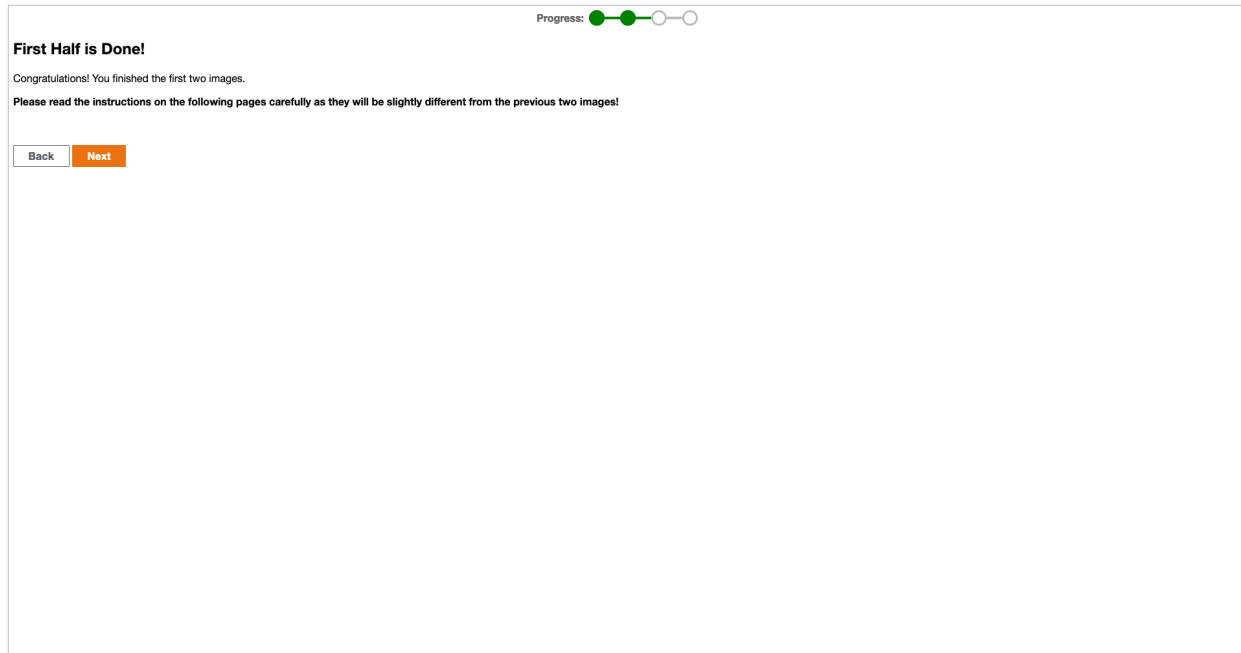 Progress:
First Half is Done!
Congratulations! You finished the first two images.
Please read the instructions on the following pages carefully as they will be slightly different from the previous two images!
Back Next